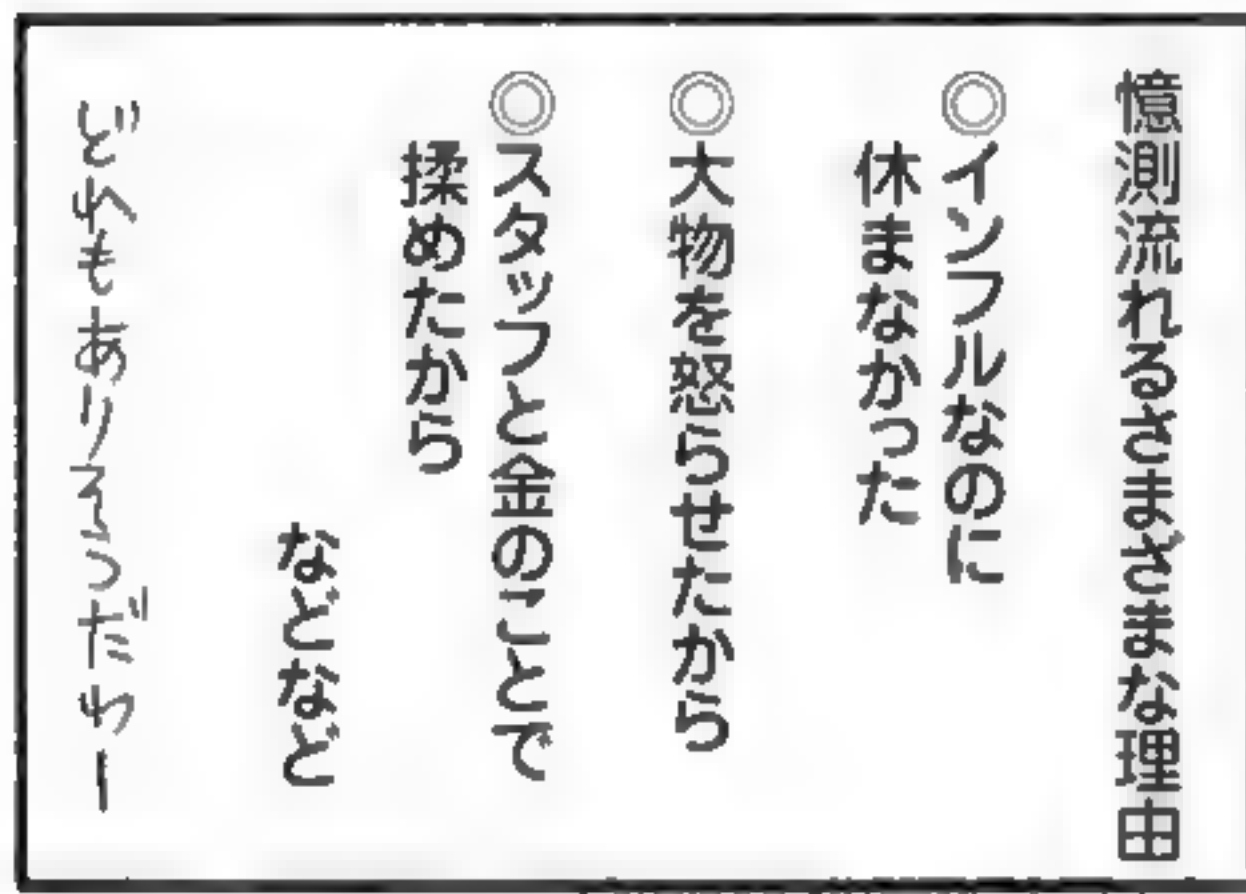 憶測流れるさまざまな理由
◎インフルなのに
休まなかった
◎大物を怒らせたから
◎スタッフと金のことで
揉めたから
などなど
どれもありえるだわー